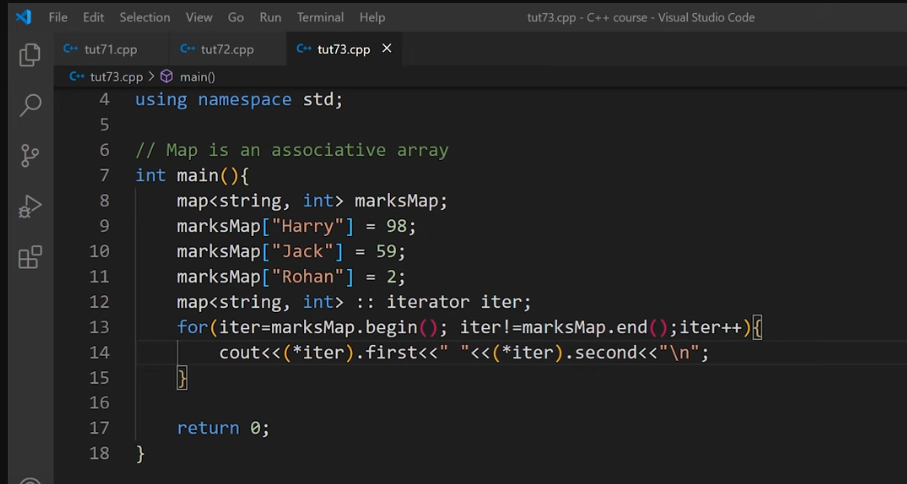 File Edit Selection View Go Run Terminal Help tut73.cpp - C++ course - Visual Studio Code
C++ tut71.cpp C++ tut72.cpp C++ tut73.cpp ×
C++ tut73.cpp > main()
4 using namespace std;
5
6 // Map is an associative array
7 int main(){
8 map<string, int> marksMap;
9 marksMap["Harry"] = 98;
10 marksMap["Jack"] = 59;
11 marksMap["Rohan"] = 2;
12 map<string, int> :: iterator iter;
13 for(iter=marksMap.begin(); iter!=marksMap.end();iter++){
14 cout<<(*iter).first<<" "<<(*iter).second<<"\n";
15 }
16
17 return 0;
18 }